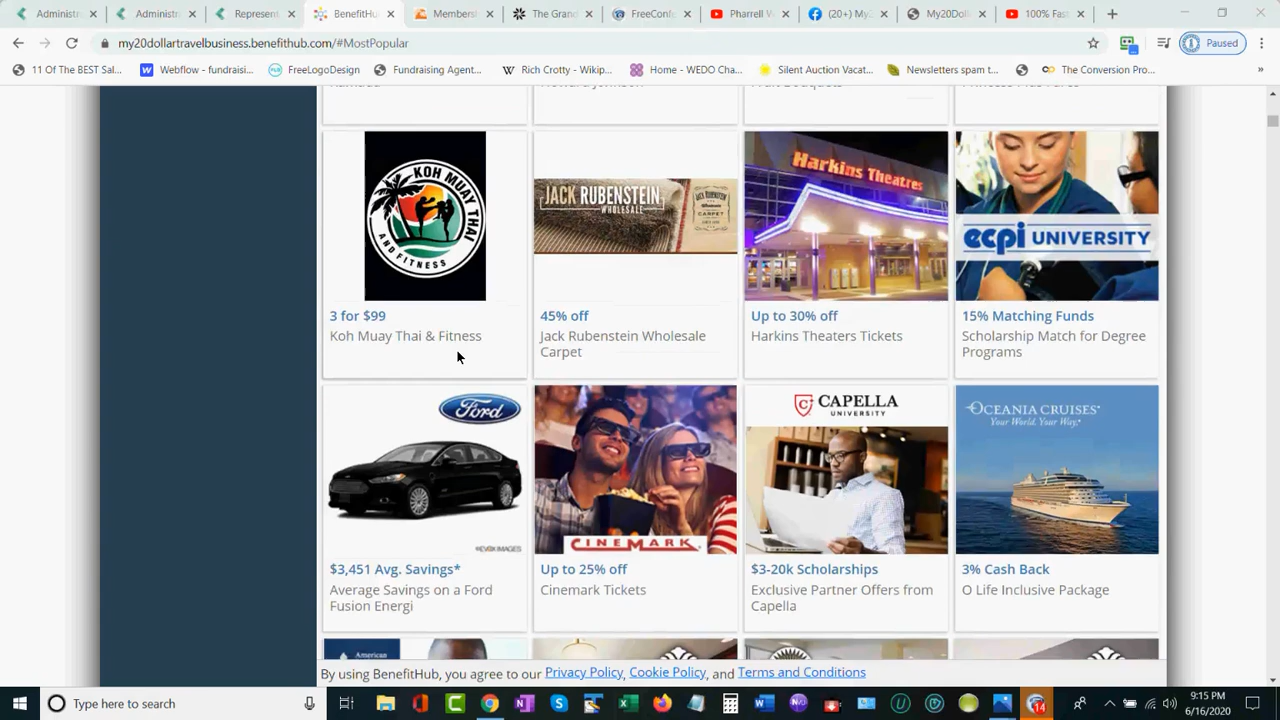 Administr
Administr
Represent
BenefitHu
Members
The Grand
FreeConf
Pharrell W
(20+) My
My20Doll
100% Fas
my20dollartravelbusiness.benefithub.com/#MostPopular
Paused
11 Of The BEST Sal...
Webflow - fundraisi...
FreeLogoDesign
Fundraising Agent...
Rich Crotty - Wikip...
Home - WEDO Cha...
Silent Auction Vacat...
Newsletters spam t...
The Conversion Pro...
»
KOH MUAY THAI
AND FITNESS
3 for $99
Koh Muay Thai & Fitness
JACK RUBENSTEIN
WHOLESALE
45% off
Jack Rubenstein Wholesale
Carpet
Harkins Theatres
Up to 30% off
Harkins Theaters Tickets
ecpi UNIVERSITY
15% Matching Funds
Scholarship Match for Degree
Programs
Ford
©EVOX IMAGES
$3,451 Avg. Savings*
Average Savings on a Ford
Fusion Energi
CINEMARK
Up to 25% off
Cinemark Tickets
CAPELLA
UNIVERSITY
$3-20k Scholarships
Exclusive Partner Offers from
Capella
OCEANIA CRUISES
Your World. Your Way.
3% Cash Back
O Life Inclusive Package
American
By using BenefitHub, you agree to our Privacy Policy, Cookie Policy, and Terms and Conditions
Type here to search
14
9:15 PM
6/16/2020